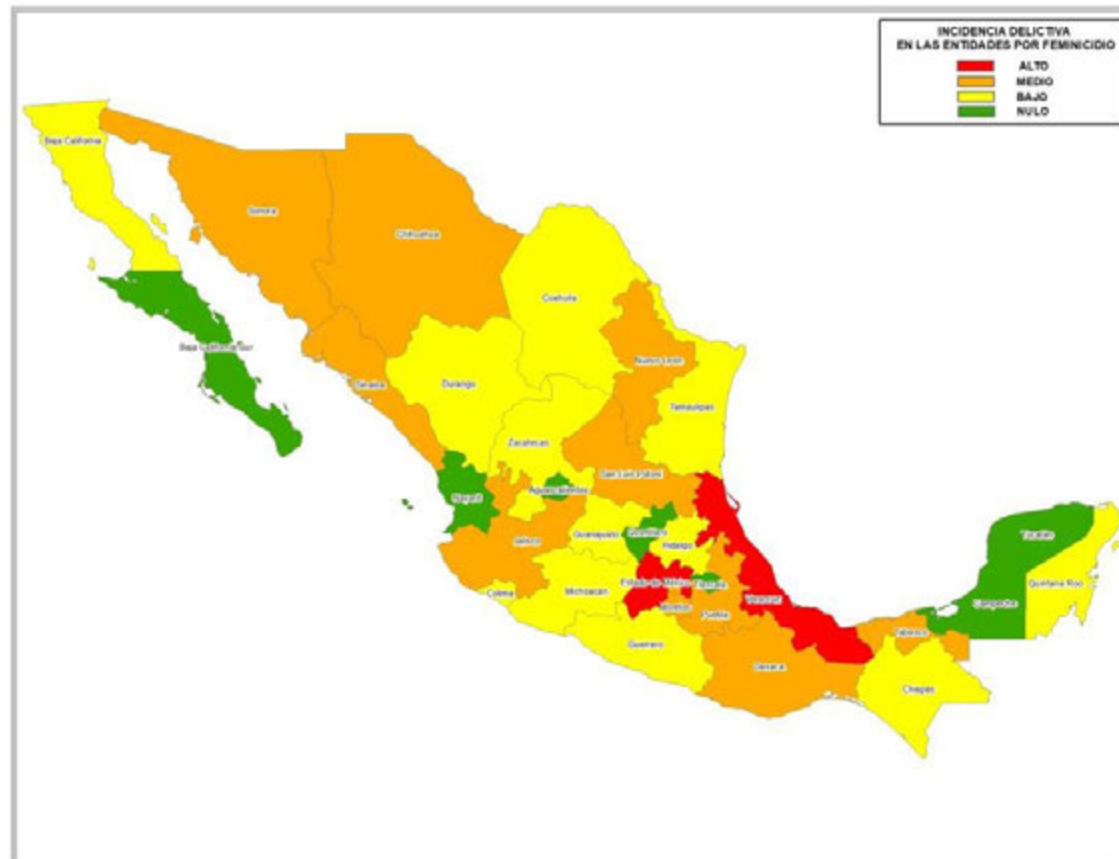 INCIDENCIA DELICTIVA
EN LAS ENTIDADES POR FEMINICIDIO
ALTO
MEDIO
BAJO
NULO
Baja California
Sonora
Chihuahua
Coahuila
Baja California Sur
Nuevo León
Sinaloa
Durango
Tamaulipas
Zacatecas
San Luis Potosí
Nayarit
Aguascalientes
Jalisco
Guanajuato
Querétaro
Hidalgo
Yucatán
Estado de México
Tlaxcala
Quintana Roo
Colima
Michoacán
Morelos
Puebla
Veracruz
Campeche
Tabasco
Guerrero
Oaxaca
Chiapas